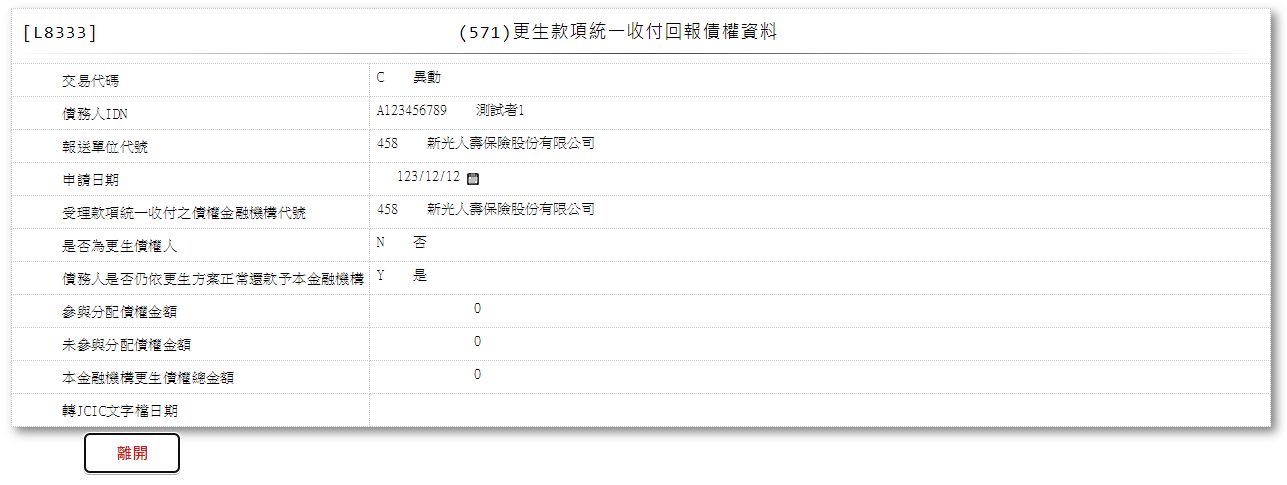 [L8333] (571)更生款項統一收付回報債權資料
交易代碼 C 異動
債務人IDN A123456789 測試者1
報送單位代號 458 新光人壽保險股份有限公司
申請日期 123/12/12
受理款項統一收付之債權金融機構代號 458 新光人壽保險股份有限公司
是否為更生債權人 N 否
債務人是否仍依更生方案正常還款予本金融機構 Y 是
參與分配債權金額 0
未參與分配債權金額 0
本金融機構更生債權總金額 0
轉JCIC文字檔日期
離開